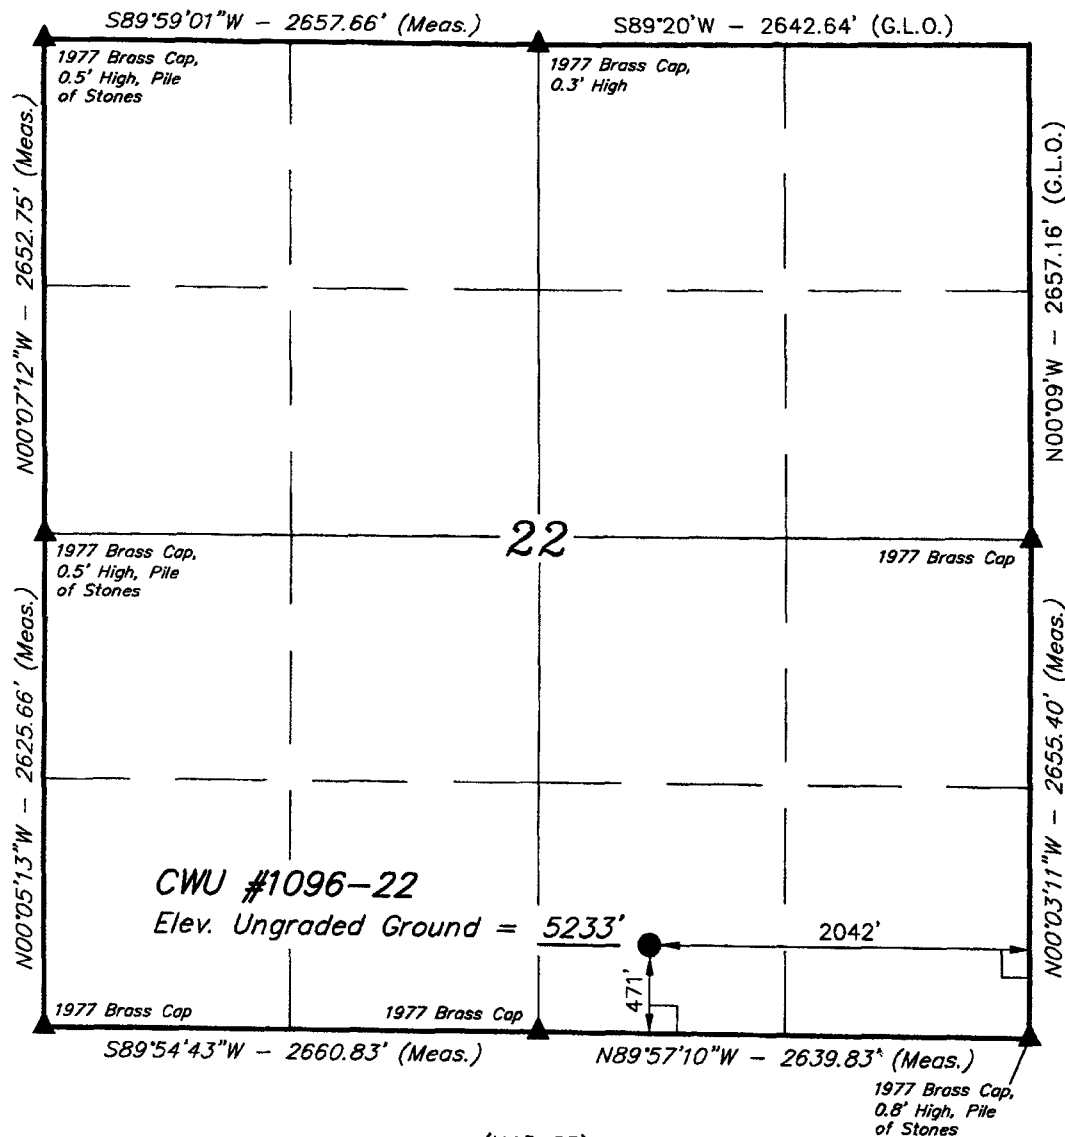 S89°59'01"W - 2657.66' (Meas.)
S89°20'W - 2642.64' (G.L.O.)
1977 Brass Cap,
0.5' High, Pile
of Stones
1977 Brass Cap,
0.3' High
N00°07'12"W - 2652.75' (Meas.)
N00°09'W - 2657.16' (G.L.O.)
22
1977 Brass Cap,
0.5' High, Pile
of Stones
1977 Brass Cap
N00°05'13"W - 2625.66' (Meas.)
N00°03'11"W - 2655.40' (Meas.)
CWU #1096-22
Elev. Ungraded Ground = 5233'
2042'
471'
1977 Brass Cap
1977 Brass Cap
S89°54'43"W - 2660.83' (Meas.)
N89°57'10"W - 2639.83' (Meas.)
1977 Brass Cap,
0.8' High, Pile
of Stones